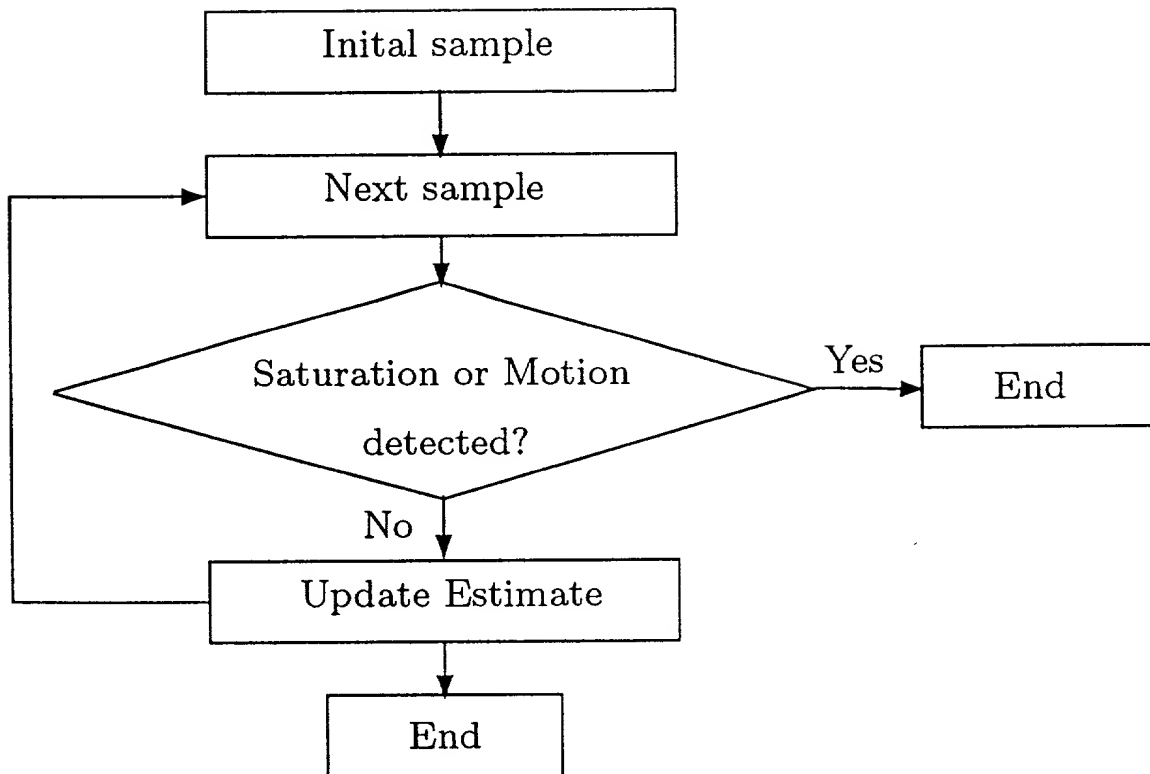 Inital sample
Next sample
Saturation or Motion
detected?
Yes
End
No
Update Estimate
End